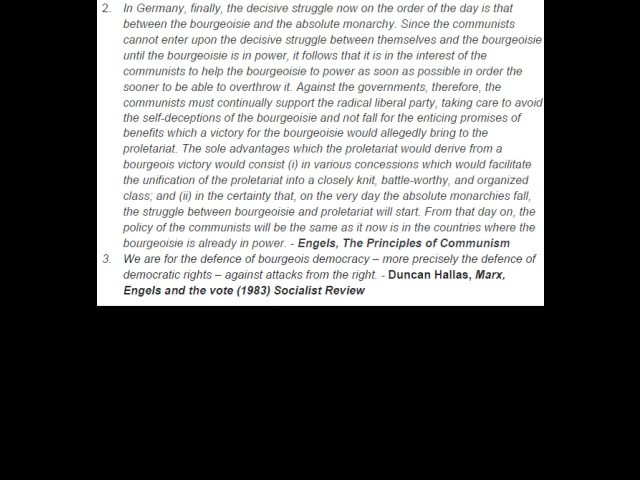 2. In Germany, finally, the decisive struggle now on the order of the day is that
between the bourgeoisie and the absolute monarchy. Since the communists
cannot enter upon the decisive struggle between themselves and the bourgeoisie
until the bourgeoisie is in power, it follows that it is in the interest of the
communists to help the bourgeoisie to power as soon as possible in order the
sooner to be able to overthrow it. Against the governments, therefore, the
communists must continually support the radical liberal party, taking care to avoid
the self-deceptions of the bourgeoisie and not fall for the enticing promises of
benefits which a victory for the bourgeoisie would allegedly bring to the
proletariat. The sole advantages which the proletariat would derive from a
bourgeois victory would consist (i) in various concessions which would facilitate
the unification of the proletariat into a closely knit, battle-worthy, and organized
class; and (ii) in the certainty that, on the very day the absolute monarchies fall,
the struggle between bourgeoisie and proletariat will start. From that day on, the
policy of the communists will be the same as it now is in the countries where the
bourgeoisie is already in power. - Engels, The Principles of Communism
3. We are for the defence of bourgeois democracy – more precisely the defence of
democratic rights – against attacks from the right. - Duncan Hallas, Marx,
Engels and the vote (1983) Socialist Review